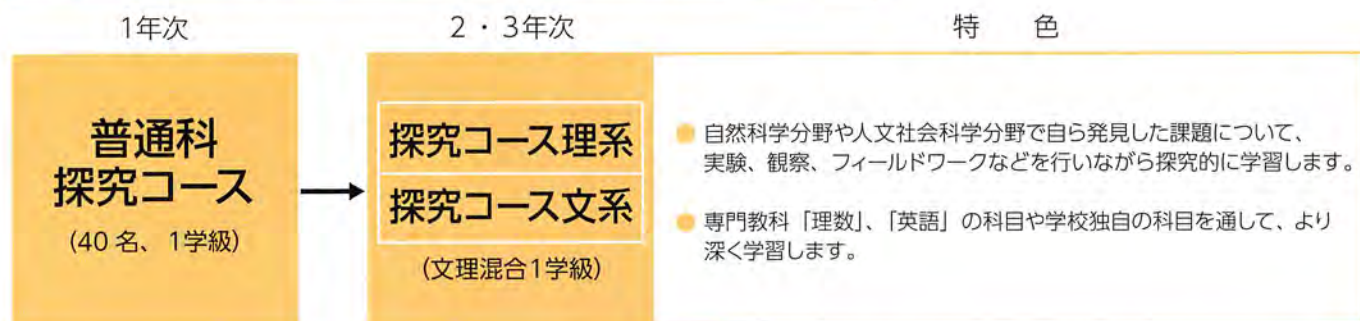 1年次
2・3年次
特　色
普通科
探究コース
(40 名、1学級)
探究コース理系
探究コース文系
(文理混合1学級)
自然科学分野や人文社会科学分野で自ら発見した課題について、
実験、観察、フィールドワークなどを行いながら探究的に学習します。
専門教科「理数」、「英語」の科目や学校独自の科目を通して、より
深く学習します。